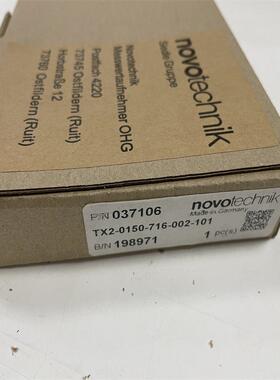 novotechnik
Siedle Gruppe
Novotechnik
Messwertaufnehmer OHG
Postfach 4220
73745 Ostfildern (Ruit)
Horbstraße 12
73760 Ostfildern (Ruit)
P/N 037106
novotechnik
Made in Germany
TX2-0150-716-002-101
B/N 198971
1 pc(s)